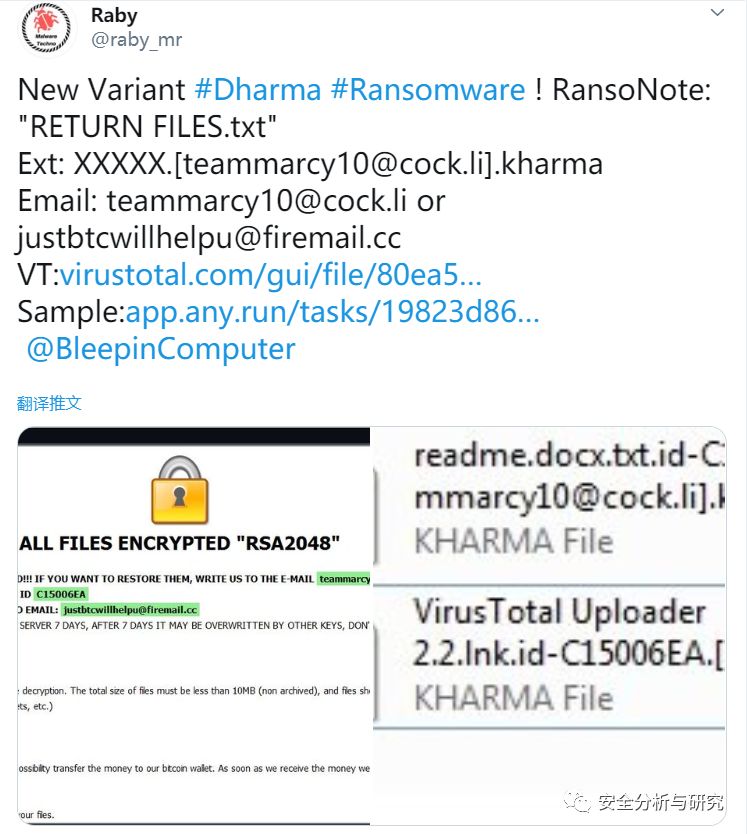 Raby
@raby_mr
Malware
Techno
New Variant #Dharma #Ransomware ! RansoNote:
"RETURN FILES.txt"
Ext: XXXXX.[teammarcy10@cock.li].kharma
Email: teammarcy10@cock.li or
justbtcwillhelpu@firemail.cc
VT:virustotal.com/gui/file/80ea5...
Sample:app.any.run/tasks/19823d86...
@BleepinComputer
翻译推文
ALL FILES ENCRYPTED "RSA2048"
D!!! IF YOU WANT TO RESTORE THEM, WRITE US TO THE E-MAIL teammarcy
ID C15006EA
O EMAIL: justbtcwillhelpu@firemail.cc
SERVER 7 DAYS, AFTER 7 DAYS IT MAY BE OVERWRITTEN BY OTHER KEYS, DON'
decryption. The total size of files must be less than 10MB (non archived), and files sho
ets, etc.)
ossibility transfer the money to our bitcoin wallet. As soon as we receive the money we
your files.
readme.docx.txt.id-C1
mmarcy10@cock.li].k
KHARMA File
VirusTotal Uploader
2.2.lnk.id-C15006EA.[
KHARMA File
安全分析与研究